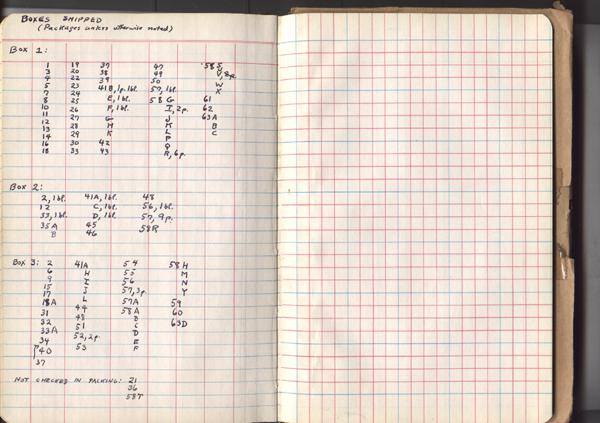 BOXES SHIPPED
(Packages unless otherwise noted)
BOX 1:
1 19 37 47 58 S
3 20 38 49 V, 2p.
4 22 39 50 W
5 23 41B, 1p. 1bl. 57, 1bl. X
7 24 E, 1bl. 58 G 61
8 25 F, 1bl. I, 2p. 62
10 26 G J 63A
11 27 H K B
12 28 K L C
13 29 42 P
14 30 43 Q
16 33 R, 6p.
18
BOX 2:
2, 1bl. 41A, 1bl. 48
12 C, 1bl. 56, 1bl.
33, 1bl. D, 1bl. 57, 9p.
35A 45 58R
B 46
BOX 3: 2 41A 54 58H
6 H 55 M
9 I 56 N
15 J 57, 3p. Y
17 L 57A 59
18A 44 58A 60
31 48 B 63D
32 51 C
33A 52, 2p. D
34 53 E
40 F
37
NOT CHECKED IN PACKING: 21
36
58T